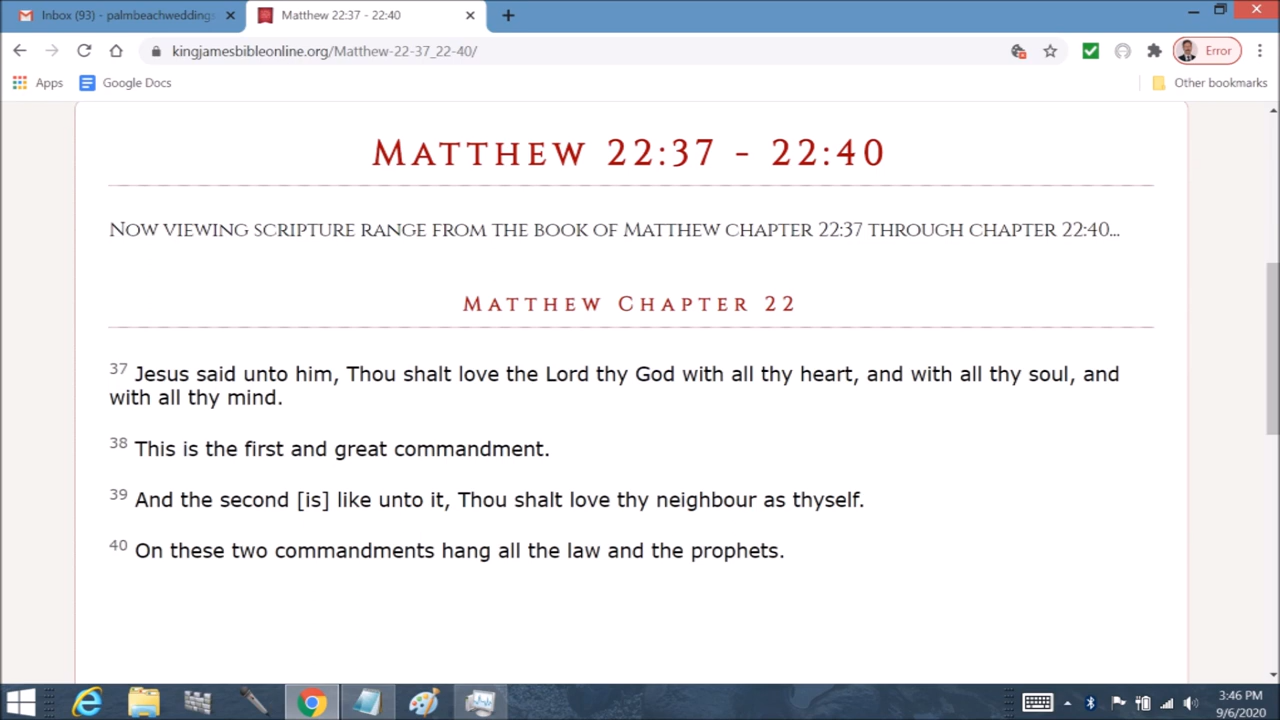 Inbox (93) - palmbeachwedding
Matthew 22:37 - 22:40
kingjamesbibleonline.org/Matthew-22-37_22-40/
Error
Apps
Google Docs
Other bookmarks
Matthew 22:37 - 22:40
Now viewing scripture range from the book of Matthew chapter 22:37 through chapter 22:40...
Matthew Chapter 22
37 Jesus said unto him, Thou shalt love the Lord thy God with all thy heart, and with all thy soul, and
with all thy mind.
38 This is the first and great commandment.
39 And the second [is] like unto it, Thou shalt love thy neighbour as thyself.
40 On these two commandments hang all the law and the prophets.
3:46 PM
9/6/2020